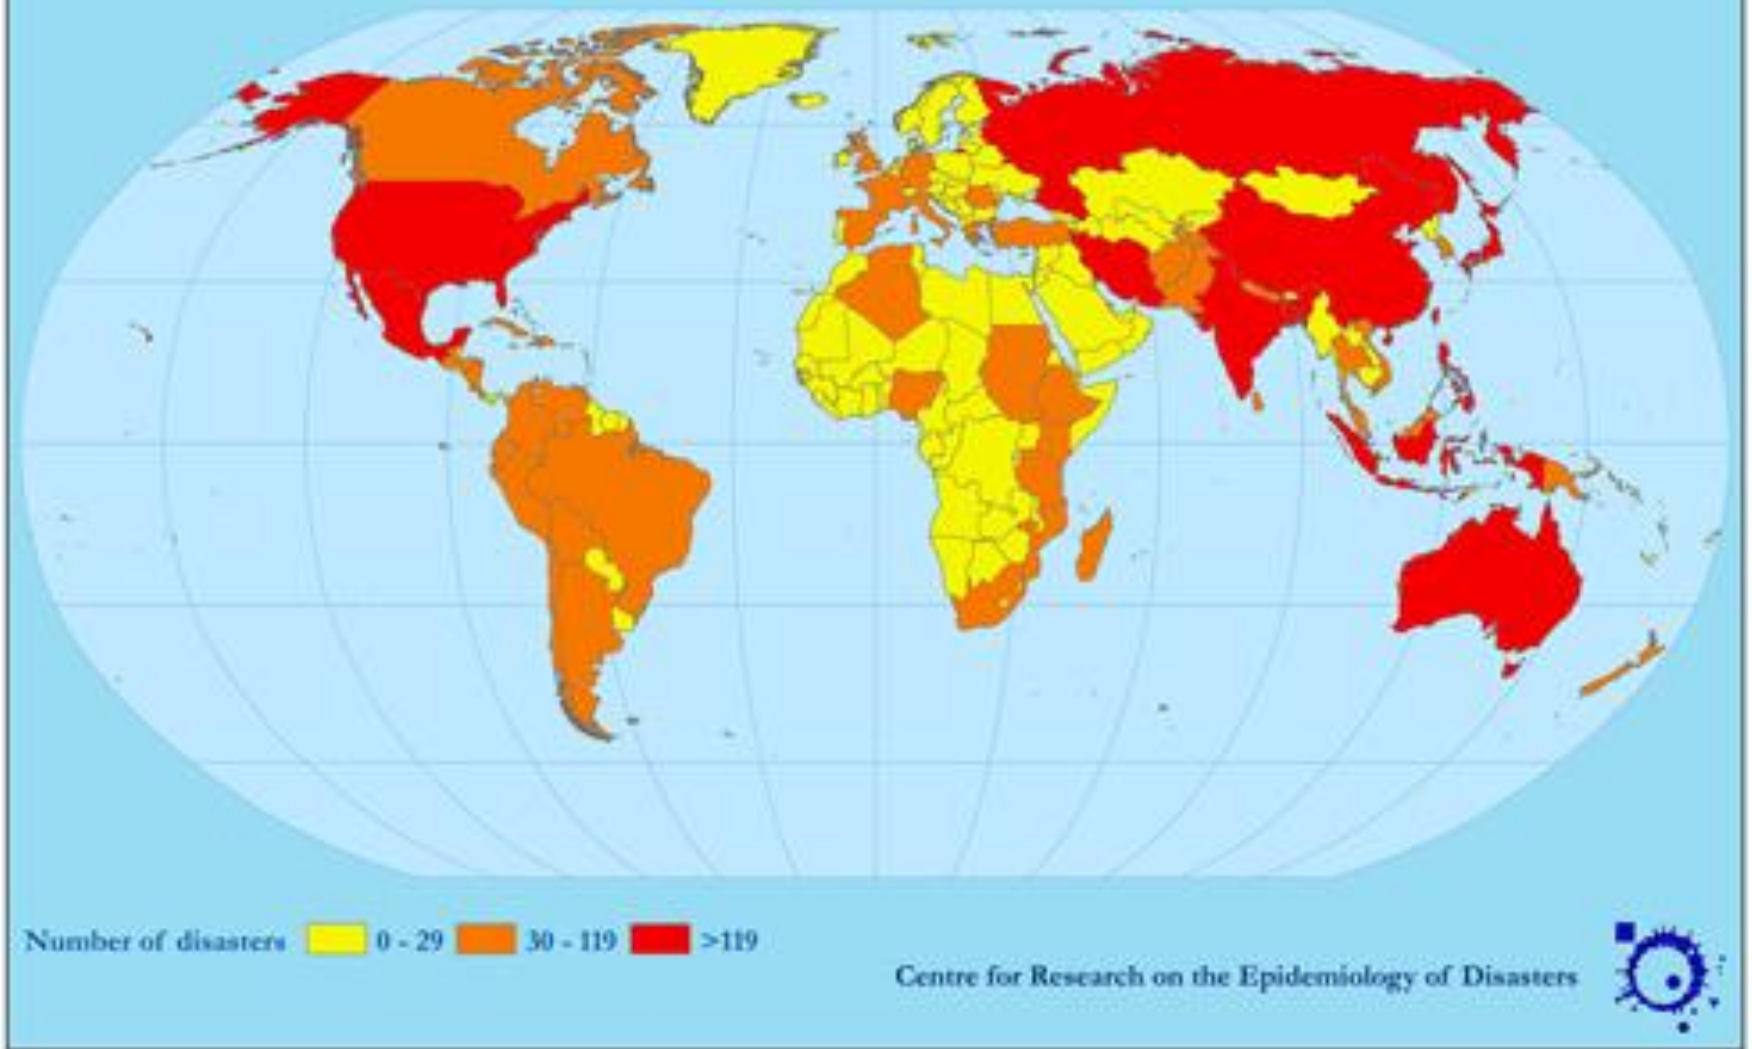 Number of disasters 0 - 29 30 - 119 >119
Centre for Research on the Epidemiology of Disasters